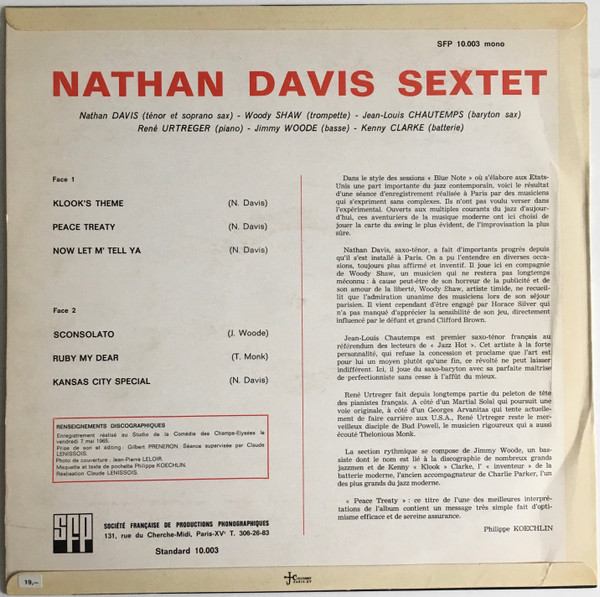 SFP 10.003 mono
NATHAN DAVIS SEXTET
Nathan DAVIS (ténor et soprano sax) - Woody SHAW (trompette) - Jean-Louis CHAUTEMPS (baryton sax)
René URTREGER (piano) - Jimmy WOODE (basse) - Kenny CLARKE (batterie)
Face 1
KLOOK'S THEME (N. Davis)
PEACE TREATY (N. Davis)
NOW LET M' TELL YA (N. Davis)
Face 2
SCONSOLATO (J. Woode)
RUBY MY DEAR (T. Monk)
KANSAS CITY SPECIAL (N. Davis)
RENSEIGNEMENTS DISCOGRAPHIQUES
Enregistrement réalisé au Studio de la Comédie des Champs-Elysées le
vendredi 7 mai 1965.
Prise de son et éditing : Gilbert PRENERON. Séance supervisée par Claude
LENISSOIS.
Photo de couverture : Jean-Pierre LELOIR.
Maquette et texte de pochette Philippe KOECHLIN.
Réalisation Claude LENISSOIS.
SFP
SOCIÉTÉ FRANÇAISE DE PRODUCTIONS PHONOGRAPHIQUES
131, rue du Cherche-Midi, Paris-XVe T. 306-26-83
Standard 10.003
Dans le style des sessions « Blue Note » où s'élabore aux Etats-
Unis une part importante du jazz contemporain, voici le résultat
d'une séance d'enregistrement réalisée à Paris par des musiciens
qui s'expriment sans complexes. Ils n'ont pas voulu verser dans
l'expérimental. Ouverts aux multiples courants du jazz d'aujour-
d'hui, ces aventuriers de la musique moderne ont ici choisi de
jouer la carte du swing le plus évident, de l'improvisation la plus
sûre.
Nathan Davis, saxo-ténor, a fait d'importants progrès depuis
qu'il s'est installé à Paris. On a pu l'entendre en diverses occa-
sions, toujours plus affirmé et inventif. Il joue ici en compagnie
de Woody Shaw, un musicien qui ne restera pas longtemps
méconnu : à cause peut-être de son horreur de la publicité et de
son amour de la liberté, de Woody Shaw, artiste timide, ne recueil-
lit que l'admiration unanime des musiciens lors de son séjour
parisien. Il vient cependant d'être engagé par Horace Silver qui
n'a pas manqué d'apprécier la sensibilité de son jeu, directement
influencé par le défunt et grand Clifford Brown.
Jean-Louis Chautemps est premier saxo-ténor français au
référendum des lecteurs de « Jazz Hot ». Cet artiste à la forte
personnalité, qui refuse la concession et proclame que l'art est
pour lui un moyen plutôt qu'une fin, ce révolté ne peut laisser
indifférent. Ici, il joue du saxo-baryton avec sa parfaite maîtrise
de perfectionniste sans cesse à l'affût du mieux.
René Urtreger fait depuis longtemps partie du peleton de tête
des pianistes français. A côté d'un Martial Solal qui poursuit une
voie originale, à côté d'un Georges Arvanitas qui tente actuelle-
ment de faire carrière aux U.S.A., René Urtreger reste le mer-
veilleux disciple de Bud Powell, le musicien rigoureux qui a aussi
écouté Thelonious Monk.
La section rythmique se compose de Jimmy Woode, un bas-
siste dont le nom est lié à la discographie de nombreux grands
jazzmen et de Kenny « Klook » Clarke, l' « inventeur » de la
batterie moderne, l'ancien accompagnateur de Charlie Parker, l'un
des plus grands du jazz moderne.
« Peace Treaty » : ce titre de l'une des meilleures interpré-
tations de l'album contient un message très simple fait d'opti-
misme efficace et de sereine assurance.
Philippe KOECHLIN
19,–